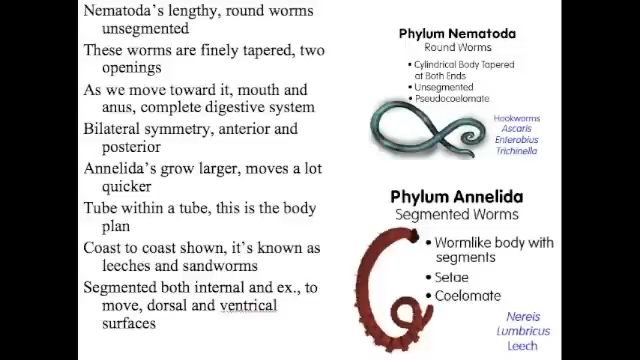 Nematoda's lengthy, round worms
unsegmented
These worms are finely tapered, two
openings
As we move toward it, mouth and
anus, complete digestive system
Bilateral symmetry, anterior and
posterior
Annelida's grow larger, moves a lot
quicker
Tube within a tube, this is the body
plan
Coast to coast shown, it's known as
leeches and sandworms
Segmented both internal and ex., to
move, dorsal and ventrical
surfaces
Phylum Nematoda
Round Worms
• Cylindrical Body Tapered
at Both Ends
• Unsegmented
• Pseudocoelomate
Hookworms
Ascaris
Enterobius
Trichinella
Phylum Annelida
Segmented Worms
• Wormlike body with
segments
• Setae
• Coelomate
Nereis
Lumbricus
Leech